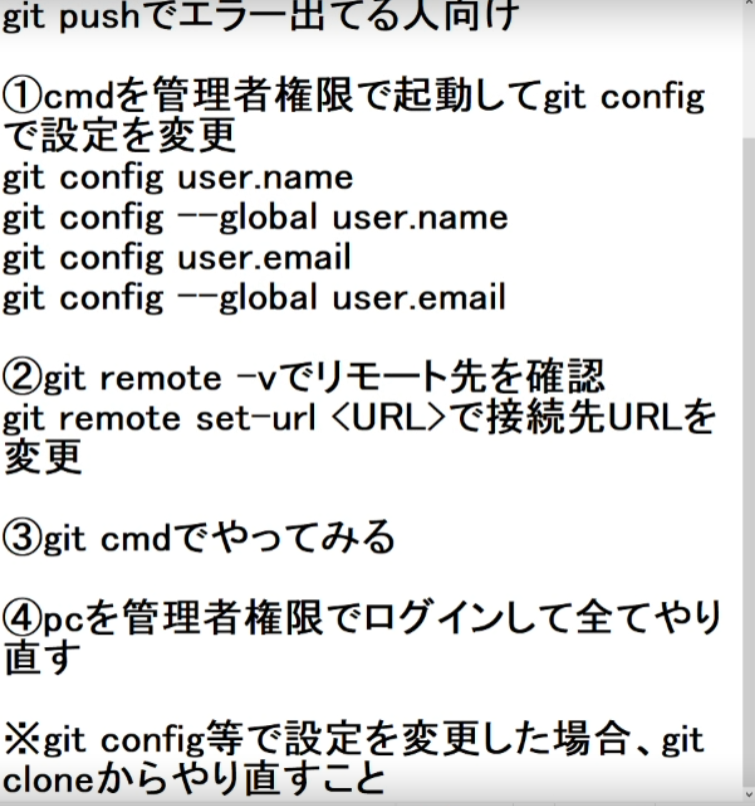 git pushでエラー出てる人向け
①cmdを管理者権限で起動してgit config
で設定を変更
git config user.name
git config --global user.name
git config user.email
git config --global user.email
②git remote -vでリモート先を確認
git remote set-url <URL>で接続先URLを
変更
③git cmdでやってみる
④pcを管理者権限でログインして全てやり
直す
※git config等で設定を変更した場合、git
cloneからやり直すこと